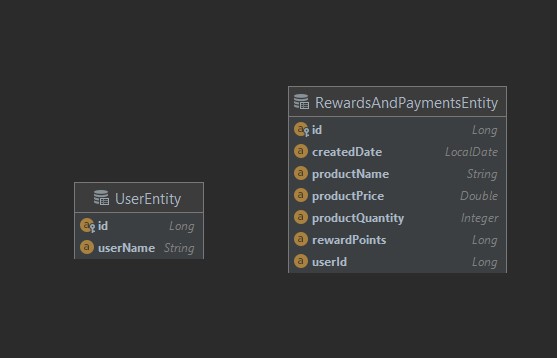 UserEntity
id Long
userName String
RewardsAndPaymentsEntity
id Long
createdDate LocalDate
productName String
productPrice Double
productQuantity Integer
rewardPoints Long
userId Long